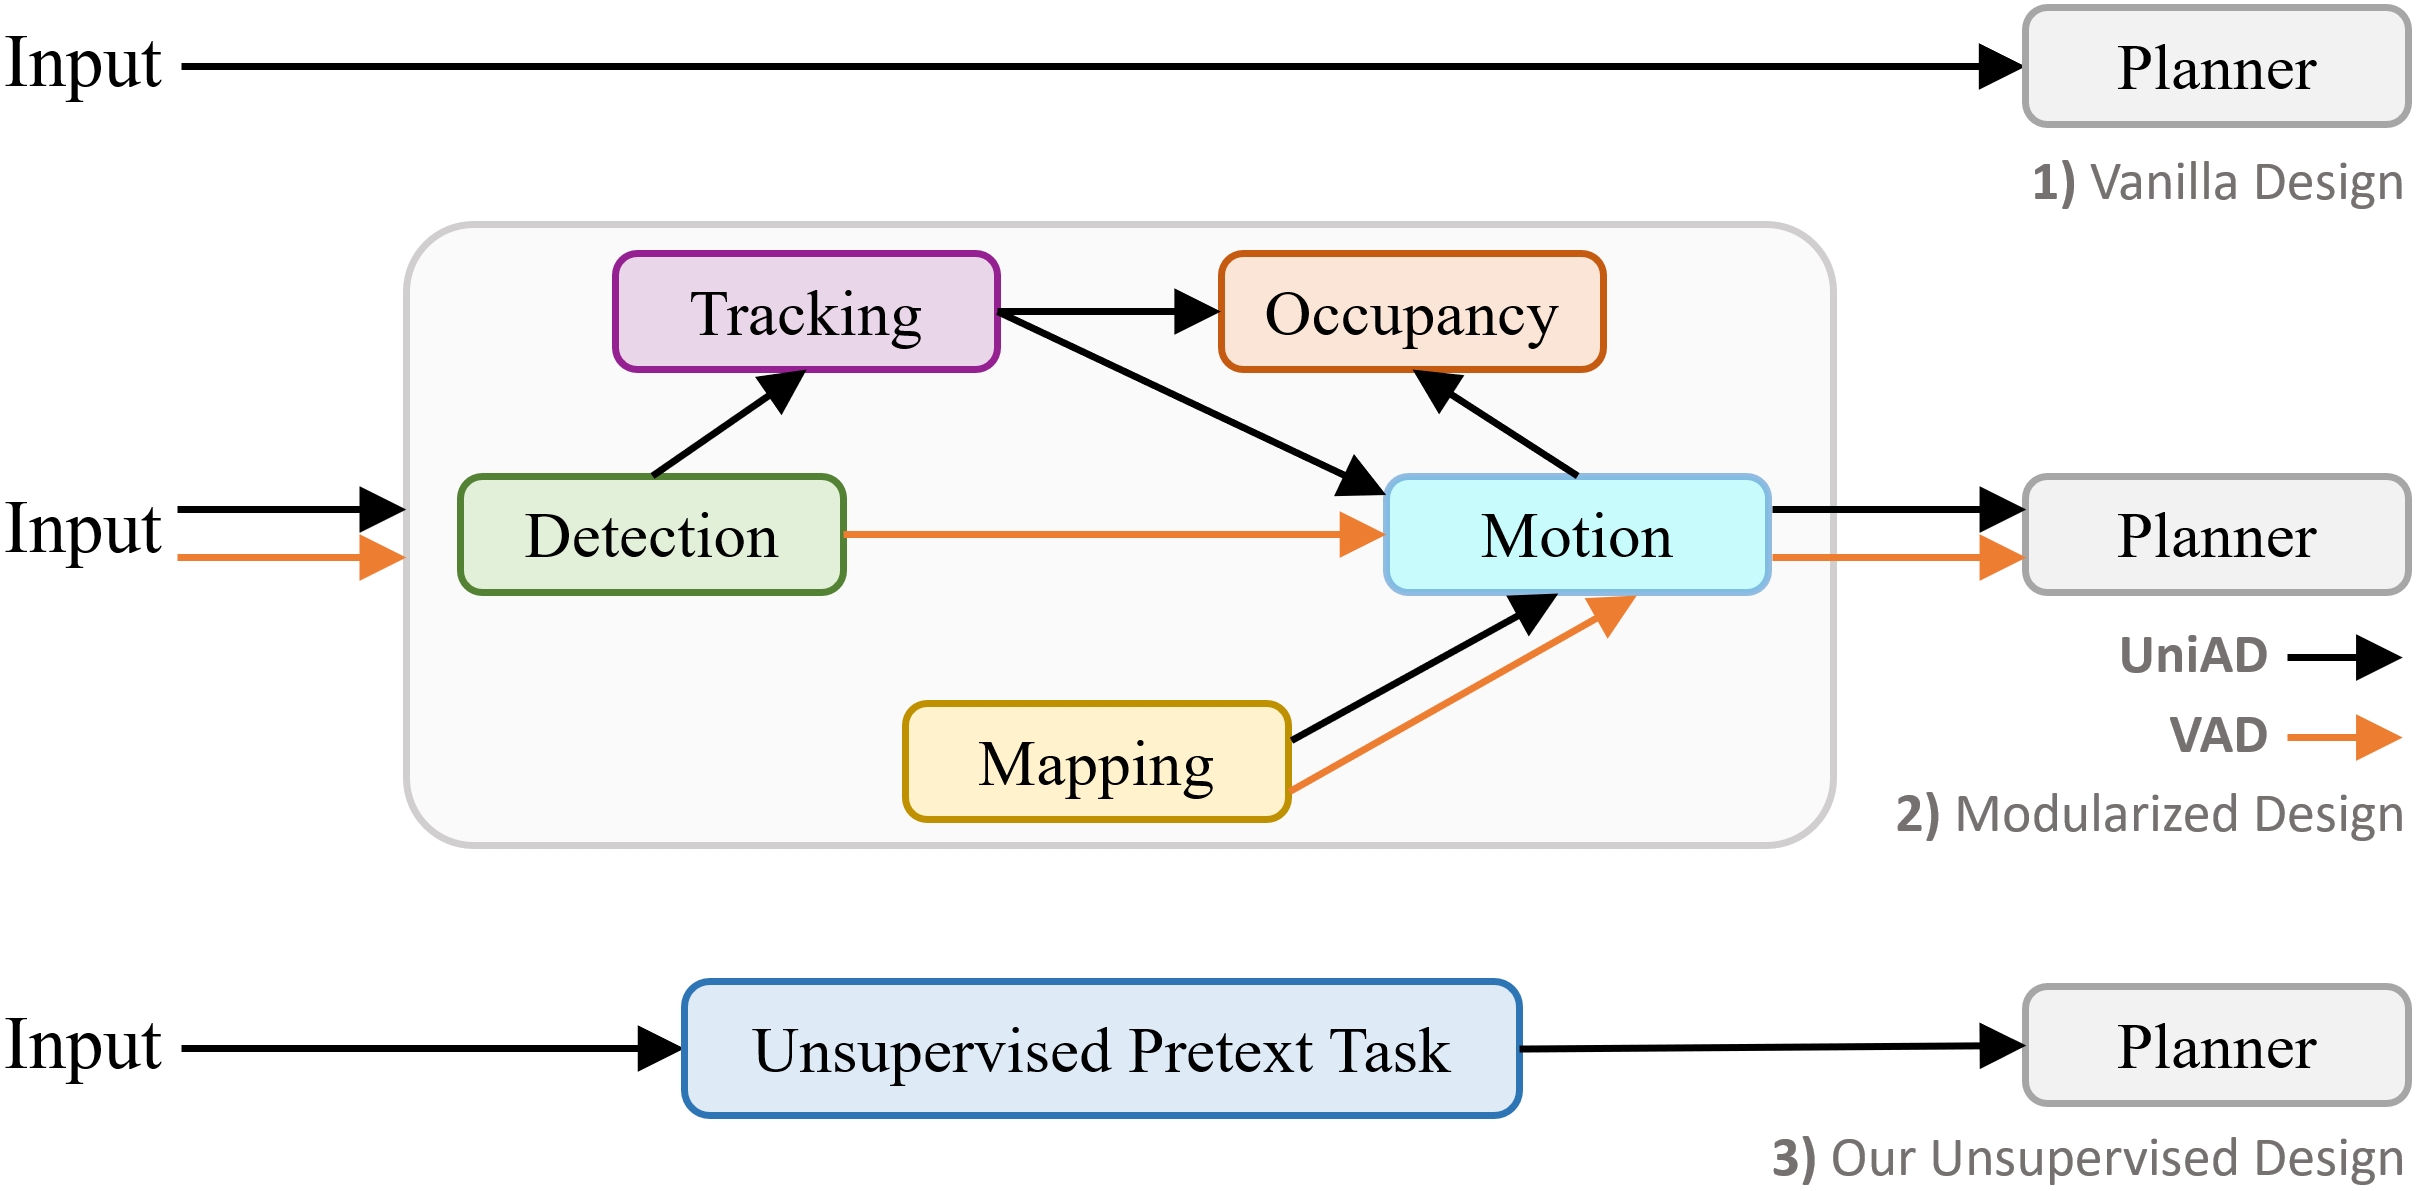 Input
Planner
1) Vanilla Design
Tracking
Occupancy
Input
Detection
Motion
Planner
UniAD
VAD
Mapping
2) Modularized Design
Input
Unsupervised Pretext Task
Planner
3) Our Unsupervised Design